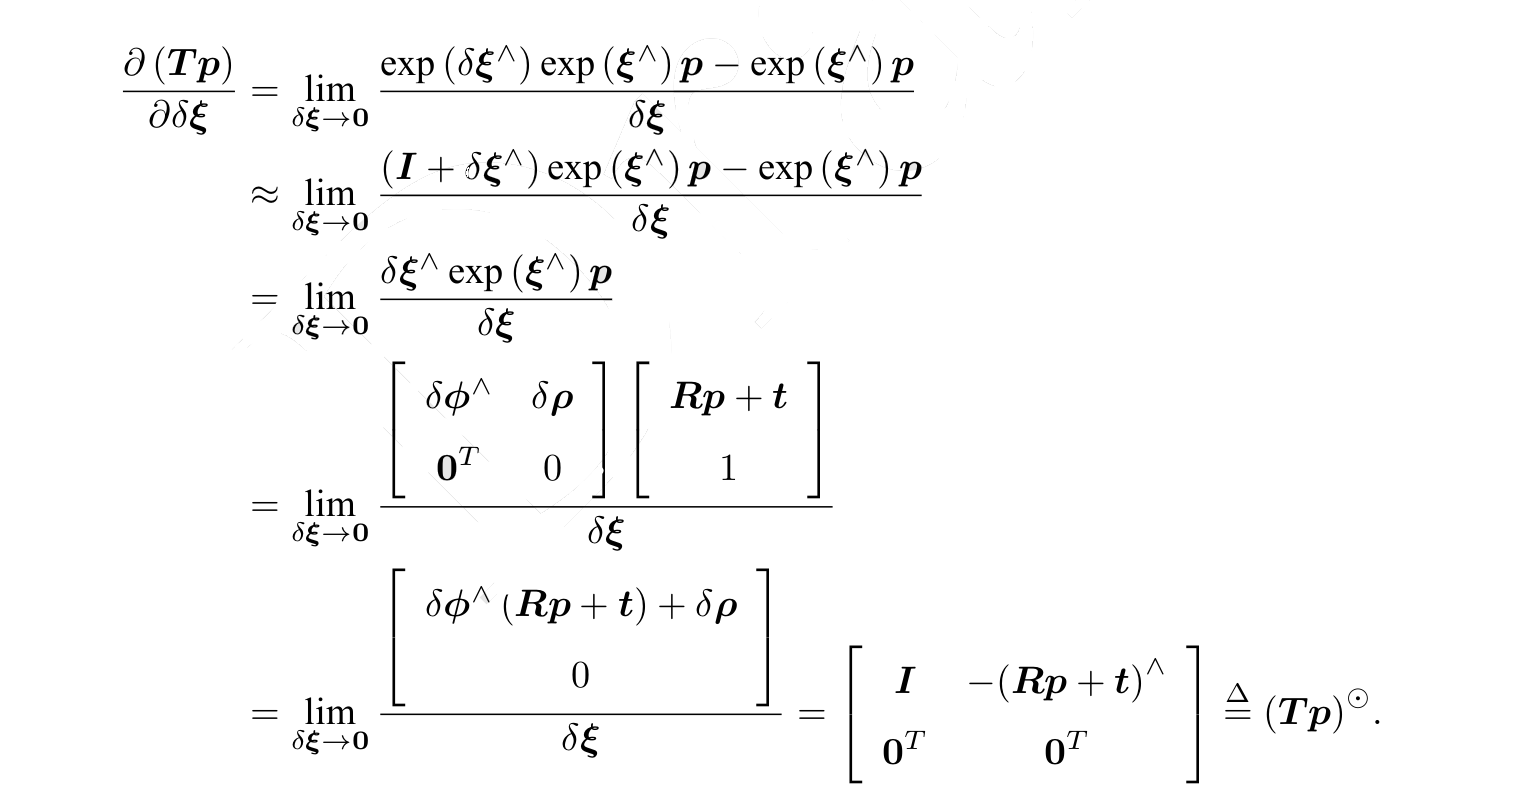 \frac{\partial (\boldsymbol{Tp})}{\partial \delta\boldsymbol{\xi}} = \lim_{\delta\boldsymbol{\xi} \to \mathbf{0}} \frac{\exp(\delta\boldsymbol{\xi}^\wedge) \exp(\boldsymbol{\xi}^\wedge) \boldsymbol{p} - \exp(\boldsymbol{\xi}^\wedge) \boldsymbol{p}}{\delta\boldsymbol{\xi}}
\approx \lim_{\delta\boldsymbol{\xi} \to \mathbf{0}} \frac{(\boldsymbol{I} + \delta\boldsymbol{\xi}^\wedge) \exp(\boldsymbol{\xi}^\wedge) \boldsymbol{p} - \exp(\boldsymbol{\xi}^\wedge) \boldsymbol{p}}{\delta\boldsymbol{\xi}}
= \lim_{\delta\boldsymbol{\xi} \to \mathbf{0}} \frac{\delta\boldsymbol{\xi}^\wedge \exp(\boldsymbol{\xi}^\wedge) \boldsymbol{p}}{\delta\boldsymbol{\xi}}
= \lim_{\delta\boldsymbol{\xi} \to \mathbf{0}} \frac{\begin{bmatrix} \delta\boldsymbol{\phi}^\wedge & \delta\boldsymbol{\rho} \\ \mathbf{0}^T & 0 \end{bmatrix} \begin{bmatrix} \boldsymbol{Rp} + \boldsymbol{t} \\ 1 \end{bmatrix}}{\delta\boldsymbol{\xi}}
= \lim_{\delta\boldsymbol{\xi} \to \mathbf{0}} \frac{\begin{bmatrix} \delta\boldsymbol{\phi}^\wedge (\boldsymbol{Rp} + \boldsymbol{t}) + \delta\boldsymbol{\rho} \\ 0 \end{bmatrix}}{\delta\boldsymbol{\xi}} = \begin{bmatrix} \boldsymbol{I} & -(\boldsymbol{Rp} + \boldsymbol{t})^\wedge \\ \mathbf{0}^T & \mathbf{0}^T \end{bmatrix} \stackrel{\Delta}{=} (\boldsymbol{Tp})^\odot.